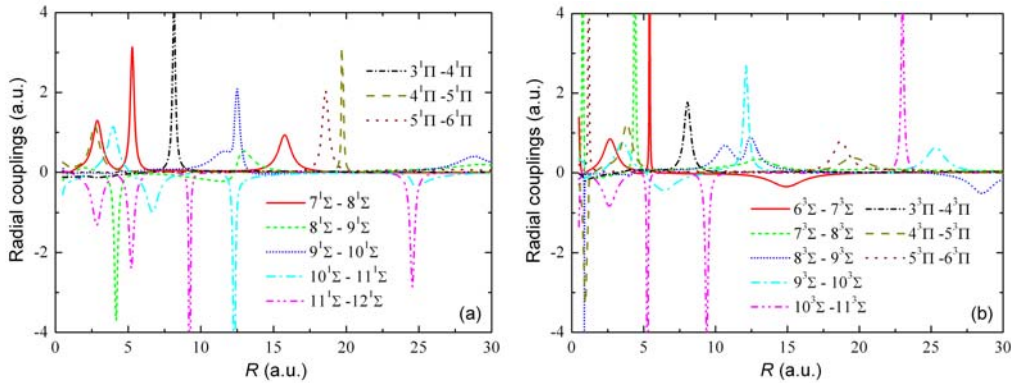 Radial couplings (a.u.)
4
2
0
-2
-4
0 5 10 15 20 25 30
R (a.u.)
3¹Π -4¹Π
4¹Π -5¹Π
5¹Π -6¹Π
7¹Σ - 8¹Σ
8¹Σ - 9¹Σ
9¹Σ - 10¹Σ
10¹Σ - 11¹Σ
11¹Σ -12¹Σ
(a)
Radial couplings (a.u.)
4
2
0
-2
-4
0 5 10 15 20 25 30
R (a.u.)
6³Σ - 7³Σ
7³Σ - 8³Σ
8³Σ - 9³Σ
9³Σ - 10³Σ
10³Σ -11³Σ
3³Π -4³Π
4³Π -5³Π
5³Π -6³Π
(b)